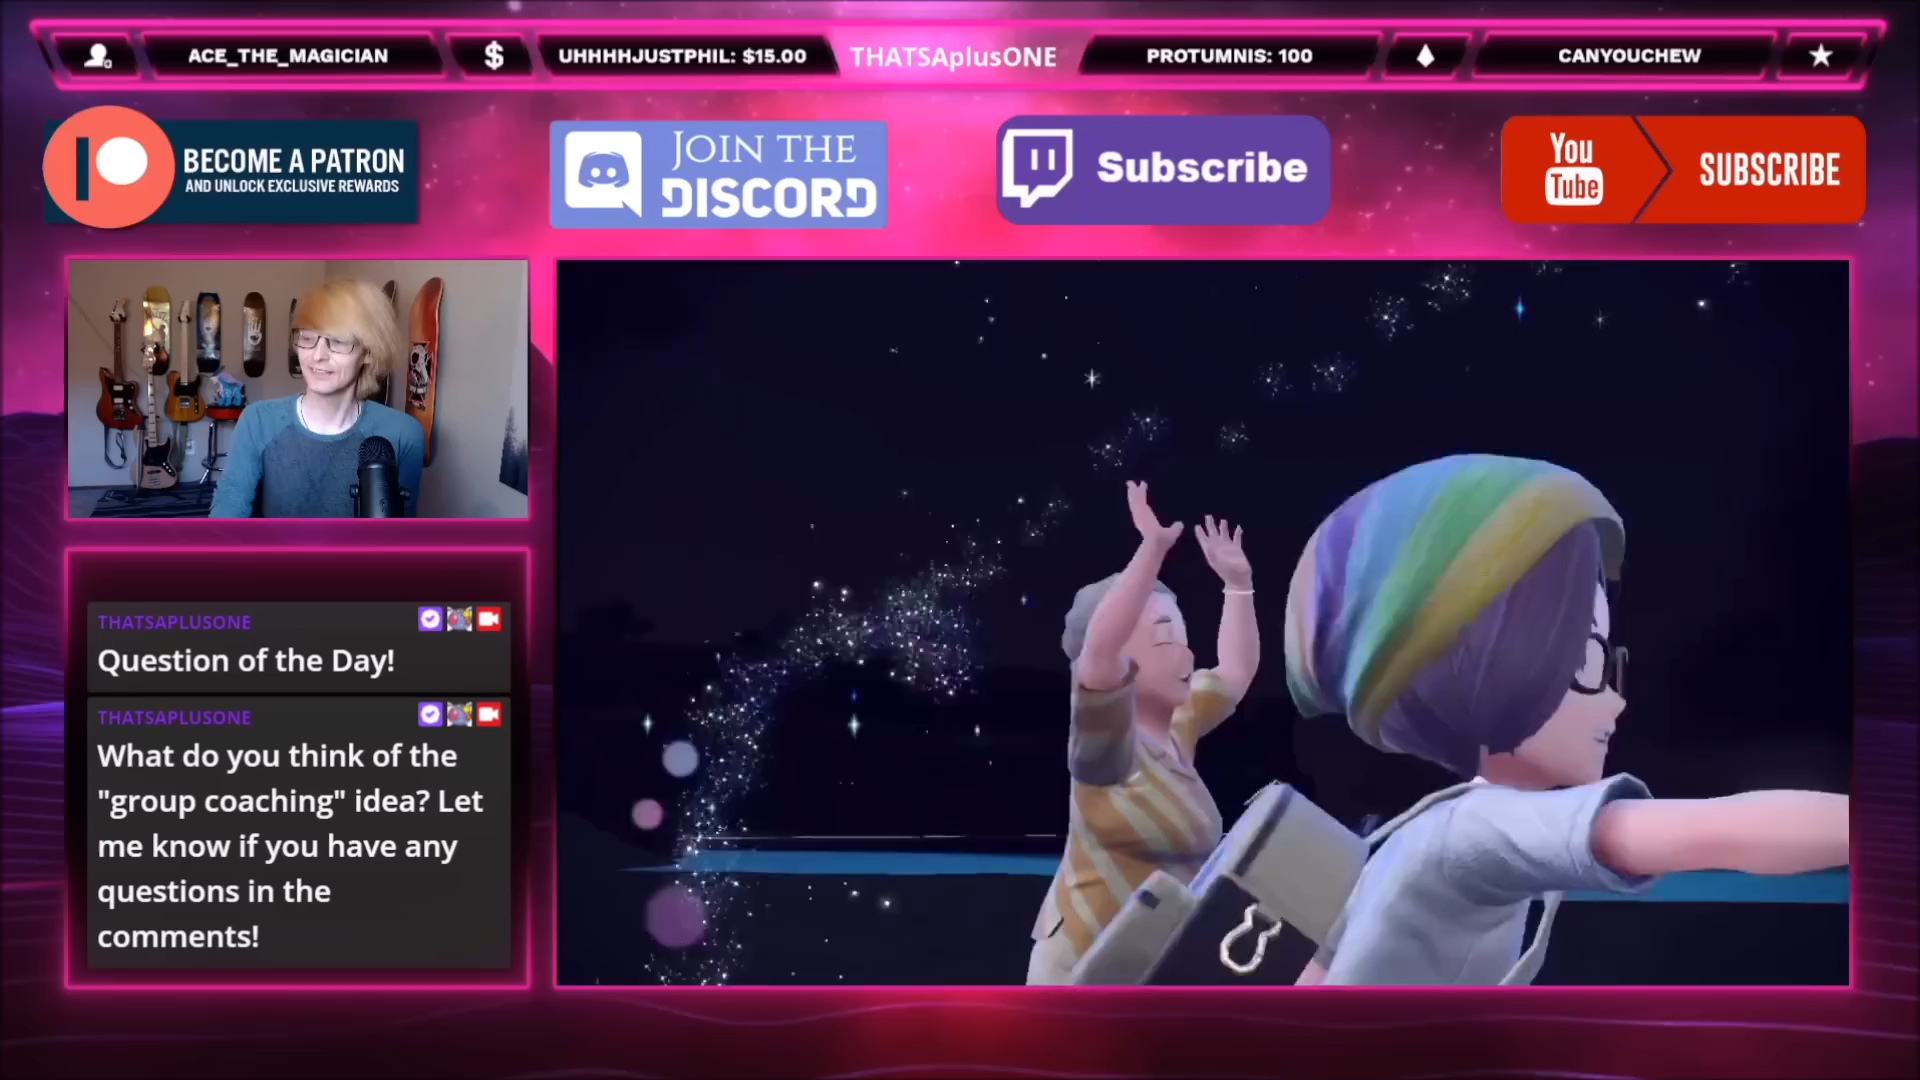 ACE_THE_MAGICIAN
$
UHHHHJUSTPHIL: $15.00
THATSAplusONE
PROTUMNIS: 100
CANYOUCHEW
BECOME A PATRON
AND UNLOCK EXCLUSIVE REWARDS
JOIN THE
DISCORD
Subscribe
You
Tube
SUBSCRIBE
THATSAPLUSONE
Question of the Day!
THATSAPLUSONE
What do you think of the
"group coaching" idea? Let
me know if you have any
questions in the
comments!